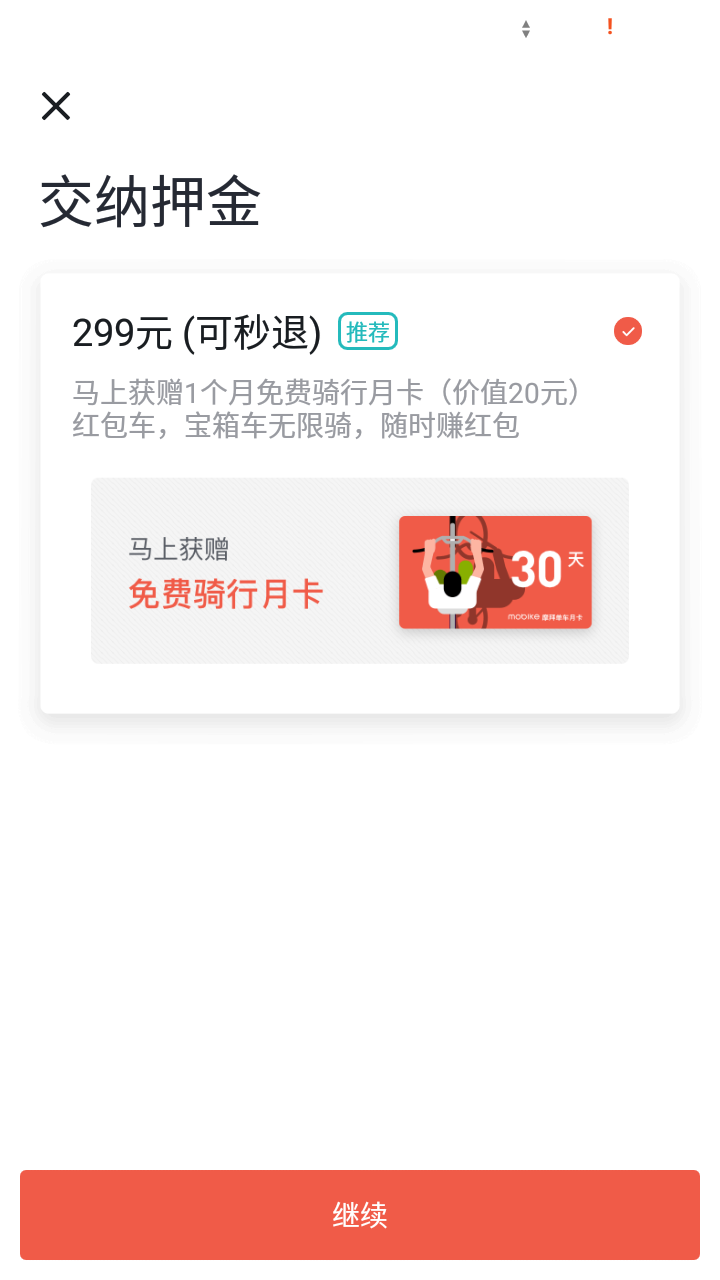 交纳押金
299元 (可秒退) 推荐
马上获赠1个月免费骑行月卡（价值20元）
红包车，宝箱车无限骑，随时赚红包
马上获赠
免费骑行月卡
30天
mobike 摩拜单车月卡
继续